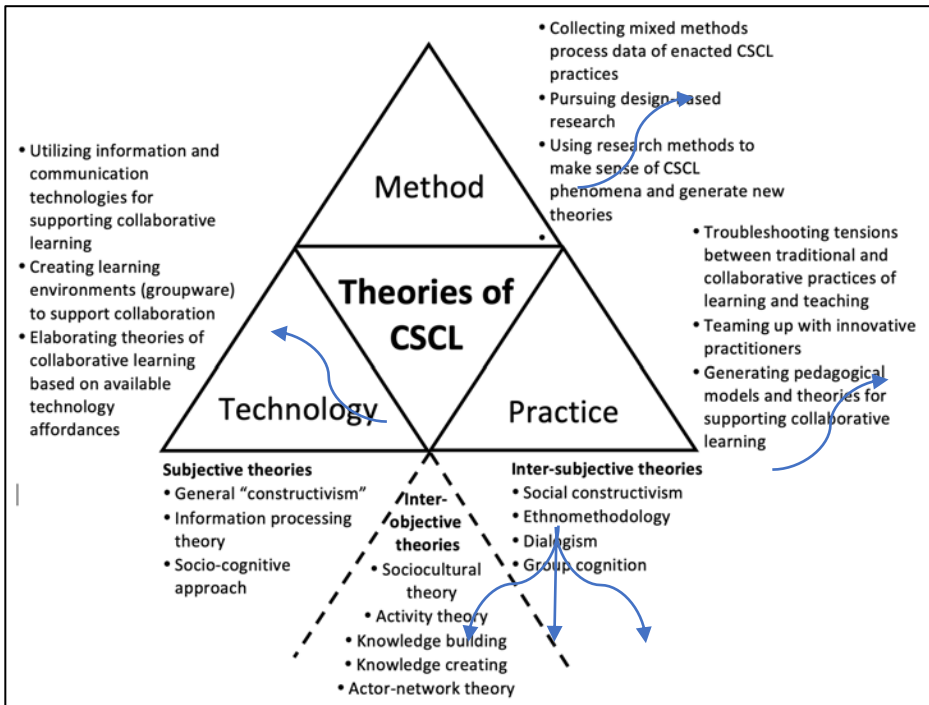 • Collecting mixed methods
process data of enacted CSCL
practices
• Pursuing design-based
research
• Using research methods to
make sense of CSCL
phenomena and generate new
theories
•
• Utilizing information and
communication
technologies for
supporting collaborative
learning
• Creating learning
environments (groupware)
to support collaboration
• Elaborating theories of
collaborative learning
based on available
technology
affordances
Method
Theories of
CSCL
Technology
Practice
• Troubleshooting tensions
between traditional and
collaborative practices of
learning and teaching
• Teaming up with innovative
practitioners
• Generating pedagogical
models and theories for
supporting collaborative
learning
Subjective theories
• General “constructivism”
• Information processing
theory
• Socio-cognitive
approach
Inter-
objective
theories
• Sociocultural
theory
• Activity theory
• Knowledge building
• Knowledge creating
• Actor-network theory
Inter-subjective theories
• Social constructivism
• Ethnomethodology
• Dialogism
• Group cognition